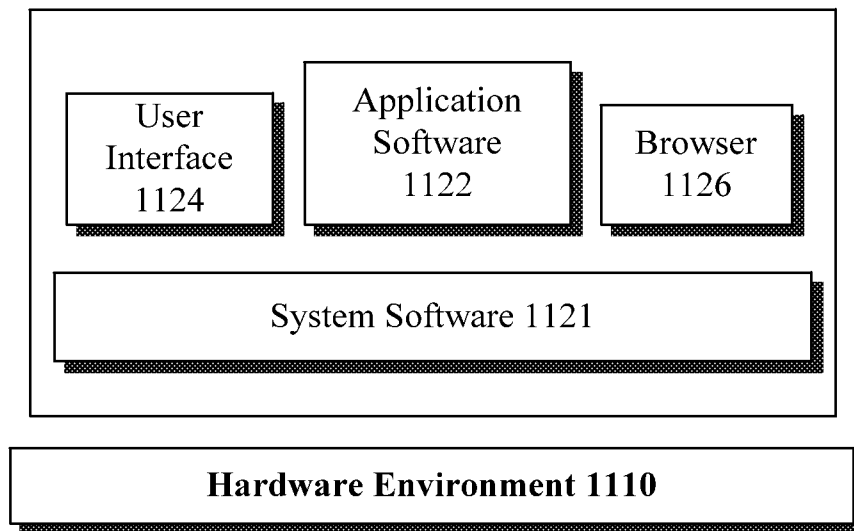 User
Interface
1124
Application
Software
1122
Browser
1126
System Software 1121
Hardware Environment 1110